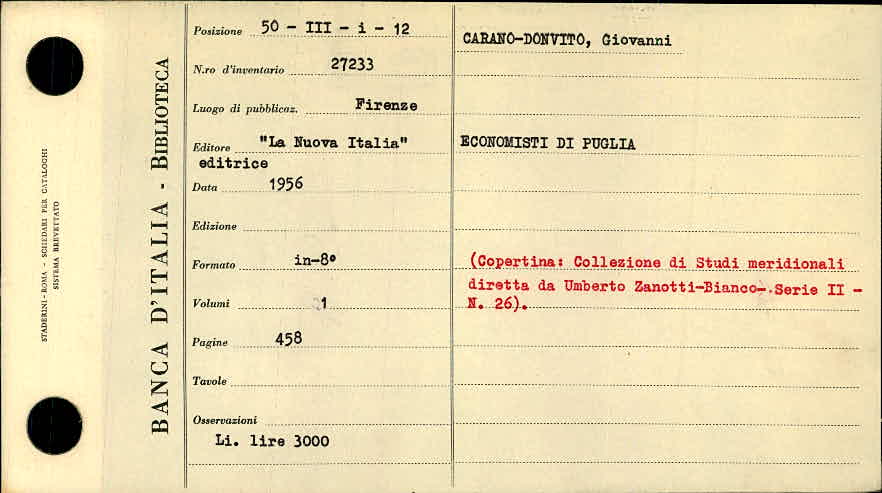 STADERINI - ROMA - SCHEDARI PER CATALOGHI
SISTEMA BREVETTATO
BANCA D'ITALIA - BIBLIOTECA
Posizione 50 - III - i - 12
N.ro d'inventario 27233
Luogo di pubblicaz. Firenze
Editore "La Nuova Italia"
editrice
Data 1956
Edizione
Formato in-8°
Volumi 1
Pagine 458
Tavole
Osservazioni
Li. lire 3000
CARANO-DONVITO, Giovanni
ECONOMISTI DI PUGLIA
(Copertina: Collezione di Studi meridionali
diretta da Umberto Zanotti-Bianco-.Serie II -
N. 26).